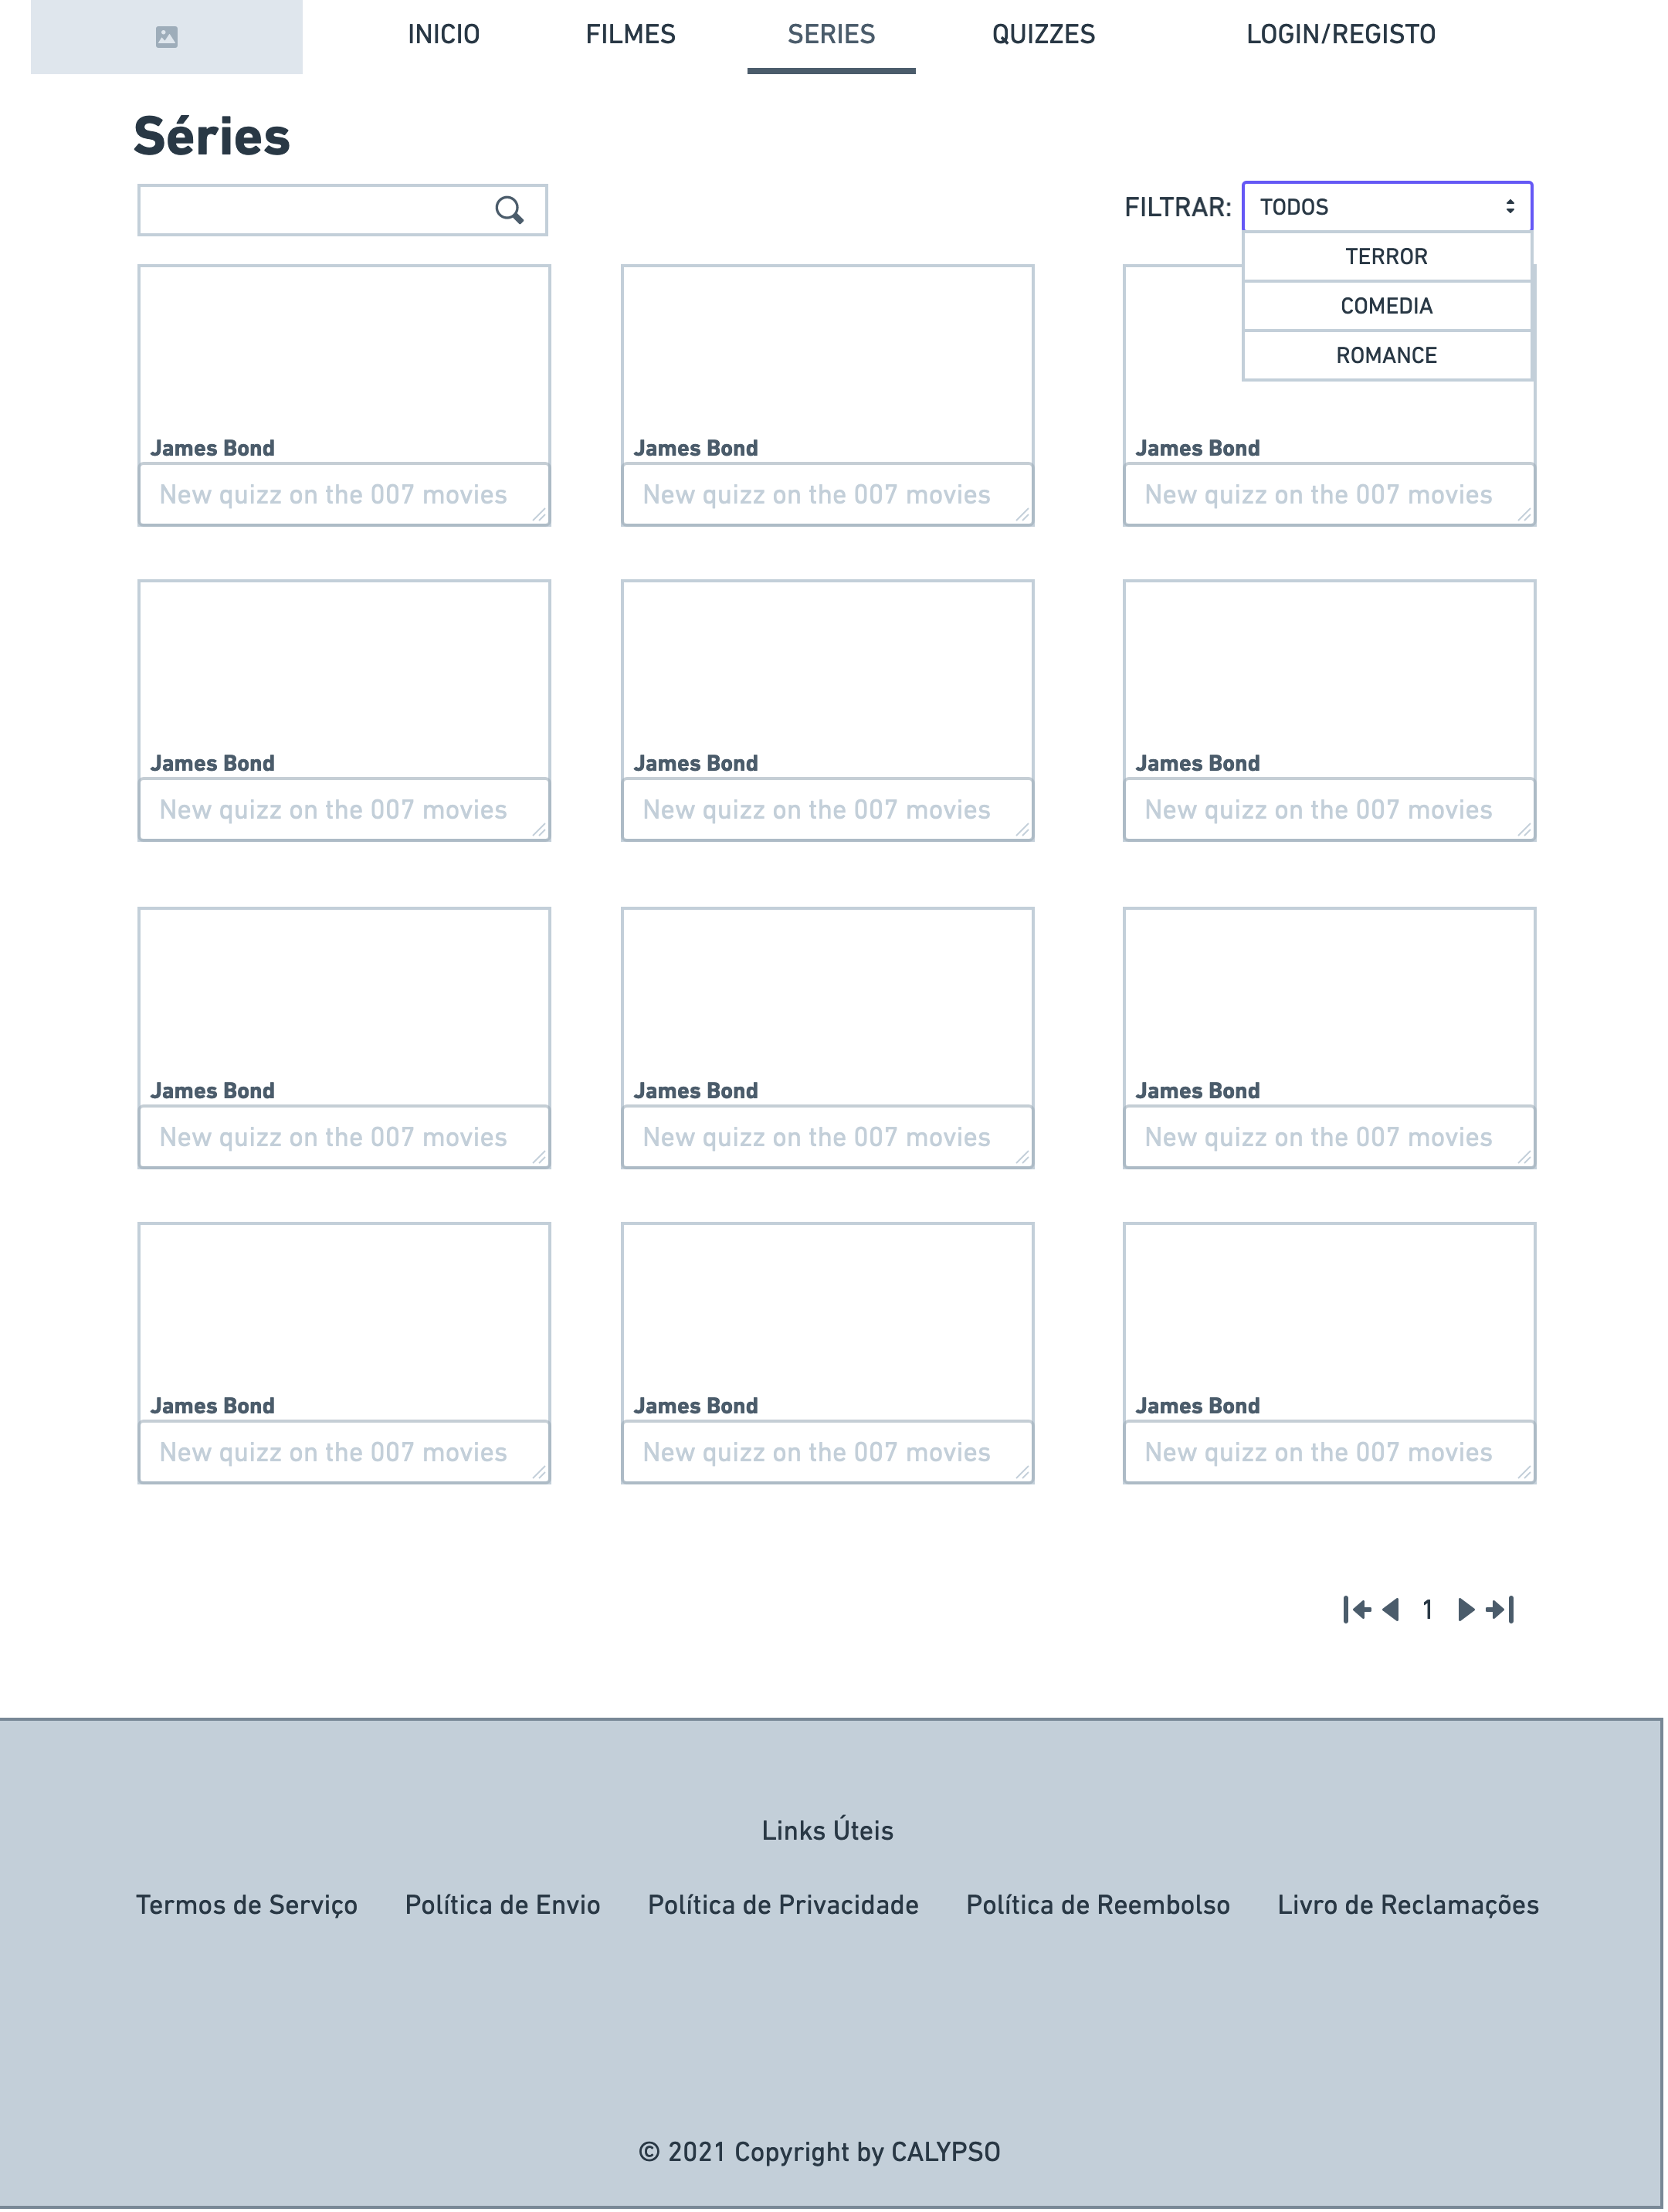 INICIO FILMES SERIES QUIZZES LOGIN/REGISTO
Séries
FILTRAR: TODOS
TERROR
COMEDIA
ROMANCE
James Bond James Bond James Bond
New quizz on the 007 movies New quizz on the 007 movies New quizz on the 007 movies
James Bond James Bond James Bond
New quizz on the 007 movies New quizz on the 007 movies New quizz on the 007 movies
James Bond James Bond James Bond
New quizz on the 007 movies New quizz on the 007 movies New quizz on the 007 movies
James Bond James Bond James Bond
New quizz on the 007 movies New quizz on the 007 movies New quizz on the 007 movies
1
Links Úteis
Termos de Serviço Política de Envio Política de Privacidade Política de Reembolso Livro de Reclamações
© 2021 Copyright by CALYPSO